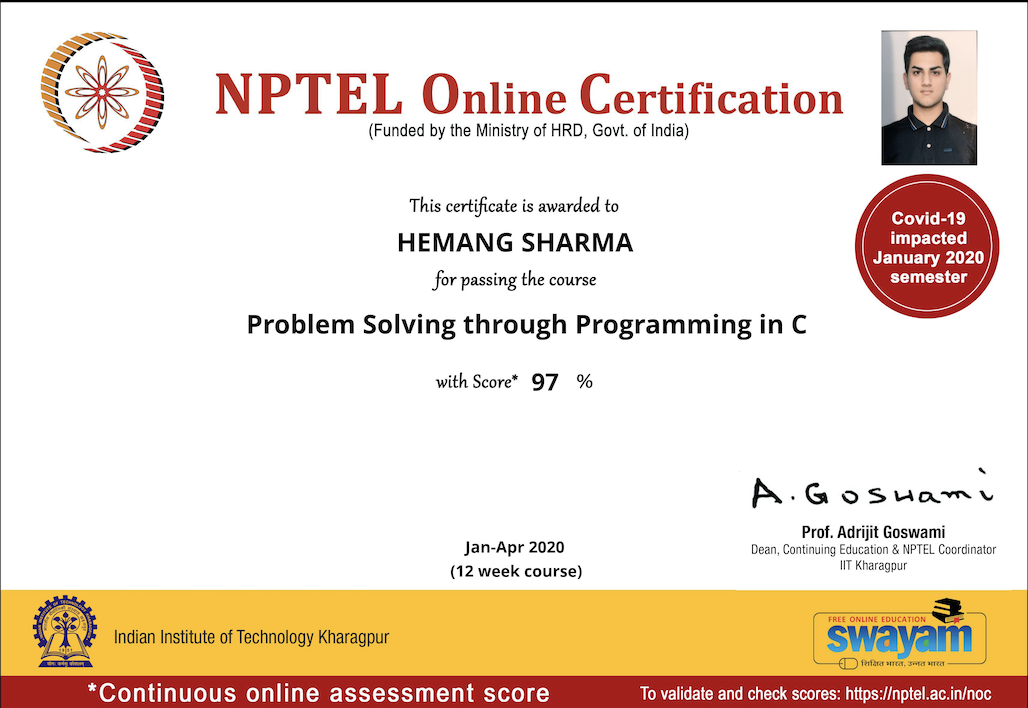 NPTEL Online Certification
(Funded by the Ministry of HRD, Govt. of India)
This certificate is awarded to
HEMANG SHARMA
for passing the course
Problem Solving through Programming in C
with Score* 97 %
Covid-19
impacted
January 2020
semester
A. Goswami
Prof. Adrijit Goswami
Dean, Continuing Education & NPTEL Coordinator
IIT Kharagpur
Jan-Apr 2020
(12 week course)
Indian Institute of Technology Kharagpur
FREE ONLINE EDUCATION
swayam
शिक्षित भारत, उन्नत भारत
*Continuous online assessment score
To validate and check scores: https://nptel.ac.in/noc